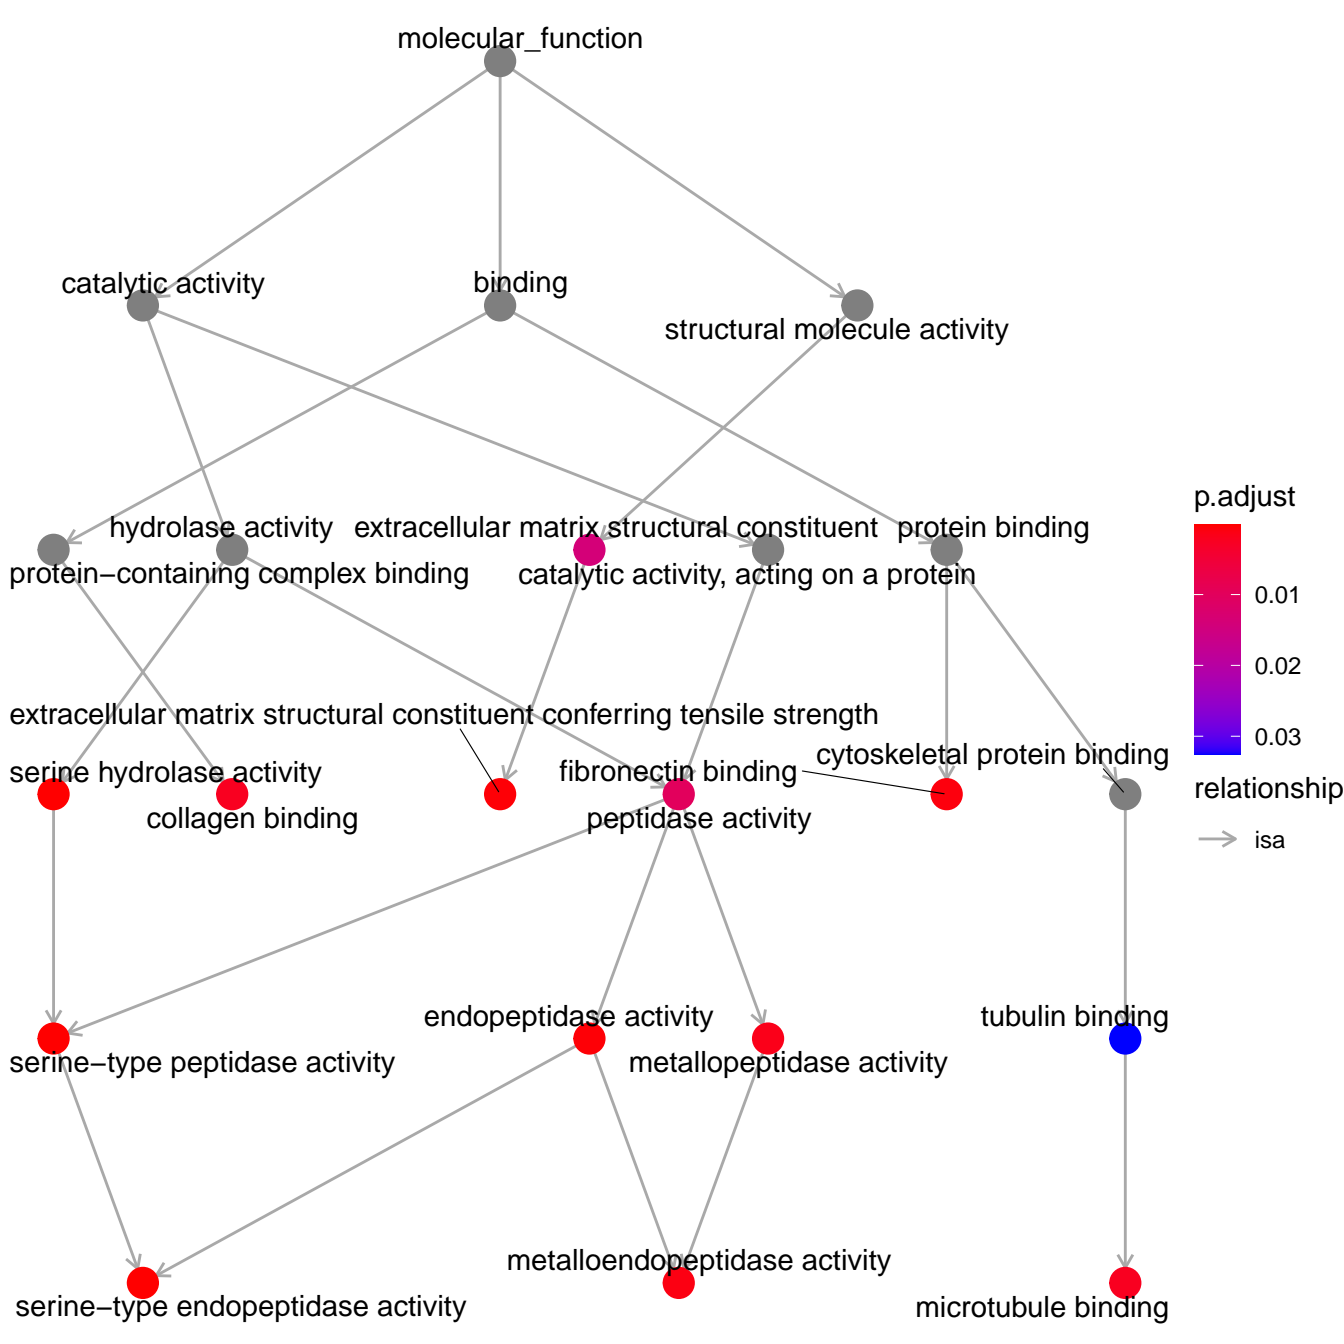 molecular_function
catalytic activity
binding
structural molecule activity
hydrolase activity
extracellular matrix structural constituent
protein binding
protein−containing complex binding
catalytic activity, acting on a protein
extracellular matrix structural constituent conferring tensile strength
cytoskeletal protein binding
serine hydrolase activity
fibronectin binding
collagen binding
peptidase activity
endopeptidase activity
tubulin binding
serine−type peptidase activity
metallopeptidase activity
metalloendopeptidase activity
serine−type endopeptidase activity
microtubule binding
p.adjust
0.01
0.02
0.03
relationship
isa